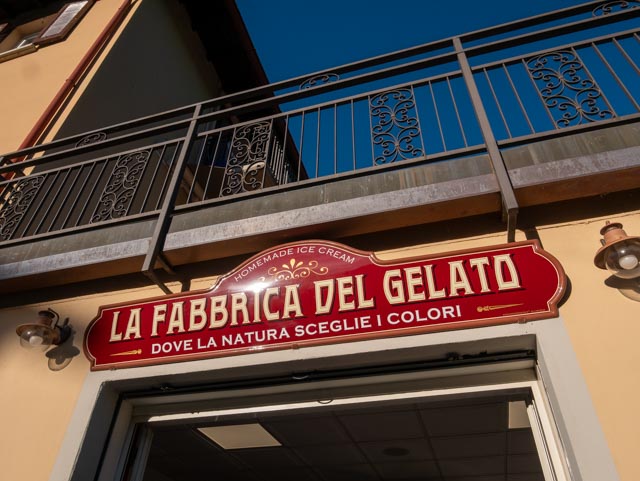 HOMEMADE ICE CREAM
LA FABBRICA DEL GELATO
DOVE LA NATURA SCEGLIE I COLORI